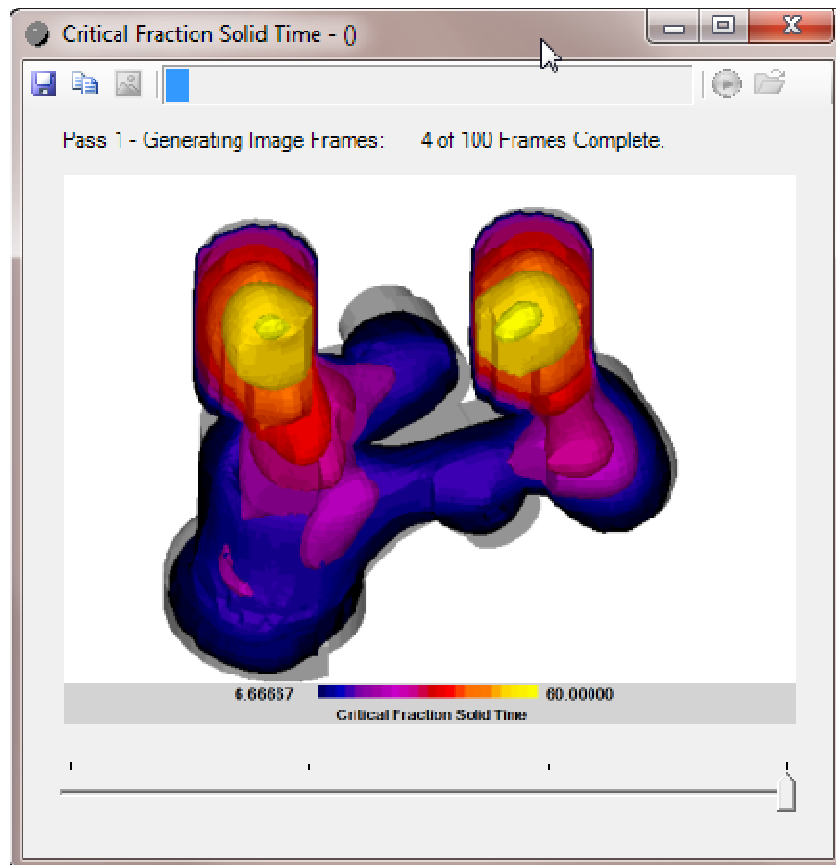 Critical Fraction Solid Time - ()
Pass 1 - Generating Image Frames: 4 of 100 Frames Complete.
6.66667 60.00000
Critical Fraction Solid Time